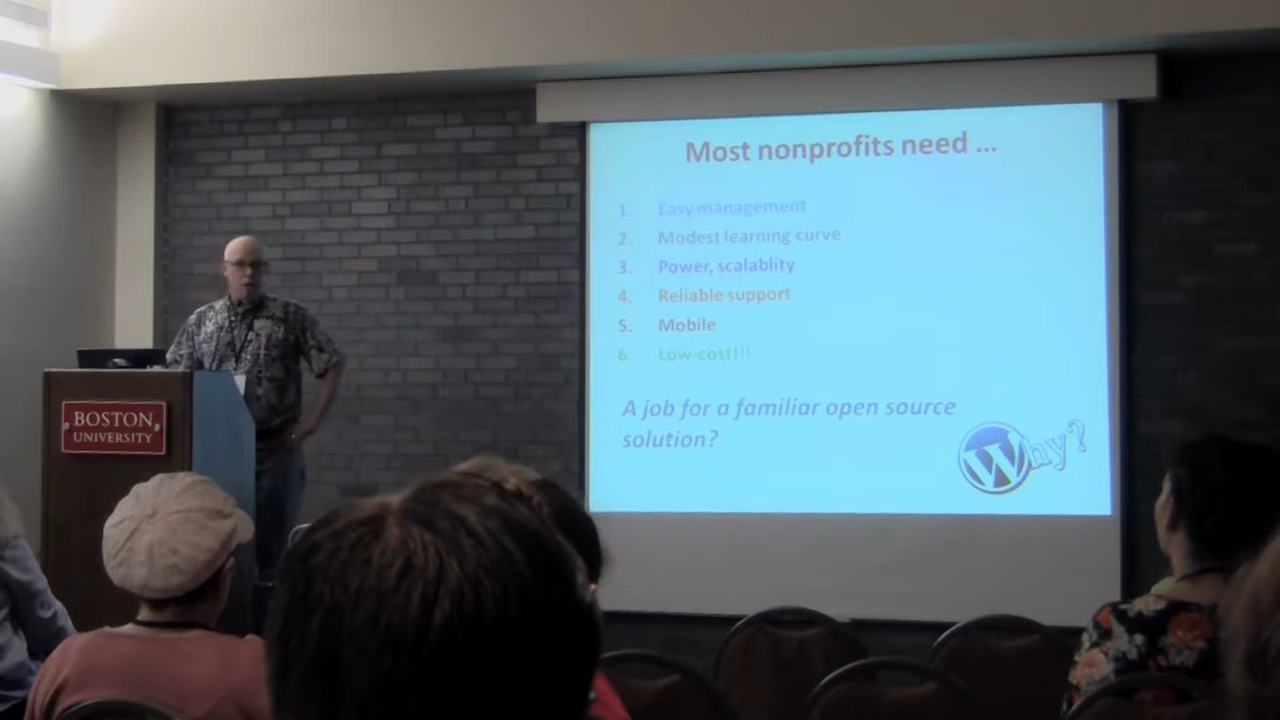 Most nonprofits need ...
1. Easy management
2. Modest learning curve
3. Power, scalablity
4. Reliable support
5. Mobile
6. Low-cost!!!
A job for a familiar open source
solution?
Why?
BOSTON
UNIVERSITY